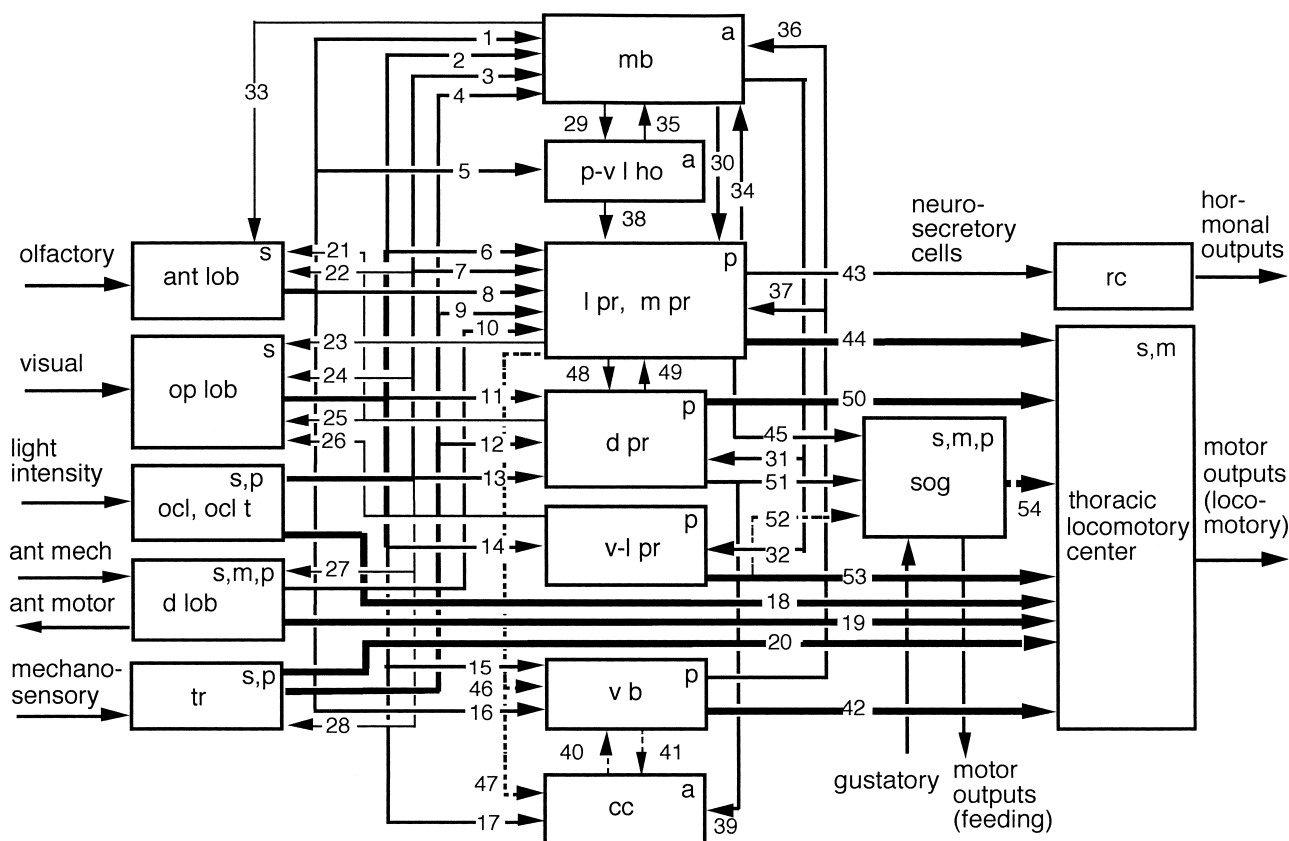 a
36
1
2
mb
3
33
4
29
35
30
a
5
p-v l ho
34
38
neuro-
secretory
cells
hor-
monal
outputs
olfactory
s
21
6
p
ant lob
22
7
43
rc
8
l pr, m pr
37
9
10
visual
s
23
44
s,m
op lob
24
48
49
11
p
50
25
light
intensity
26
12
d pr
45
s,m,p
31
s,p
13
51
sog
motor
outputs
(loco-
motory)
ocl, ocl t
54
thoracic
locomotory
center
p
52
14
v-l pr
32
ant mech
s,m,p
27
53
ant motor
d lob
18
19
20
mechano-
sensory
s,p
15
p
tr
46
v b
16
42
28
40
41
gustatory
motor
outputs
(feeding)
47
a
cc
17
39